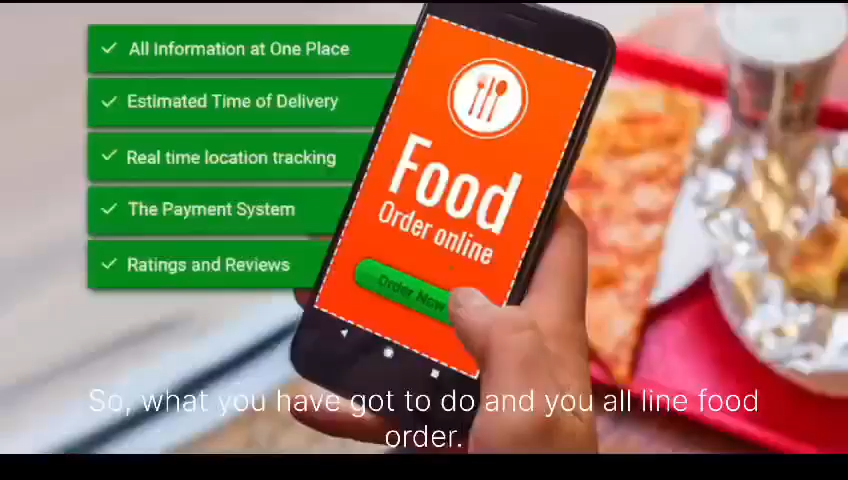 All Information at One Place
Estimated Time of Delivery
Real time location tracking
The Payment System
Ratings and Reviews
Food
Order online
Order Now
So, what you have got to do and you all line food
order.